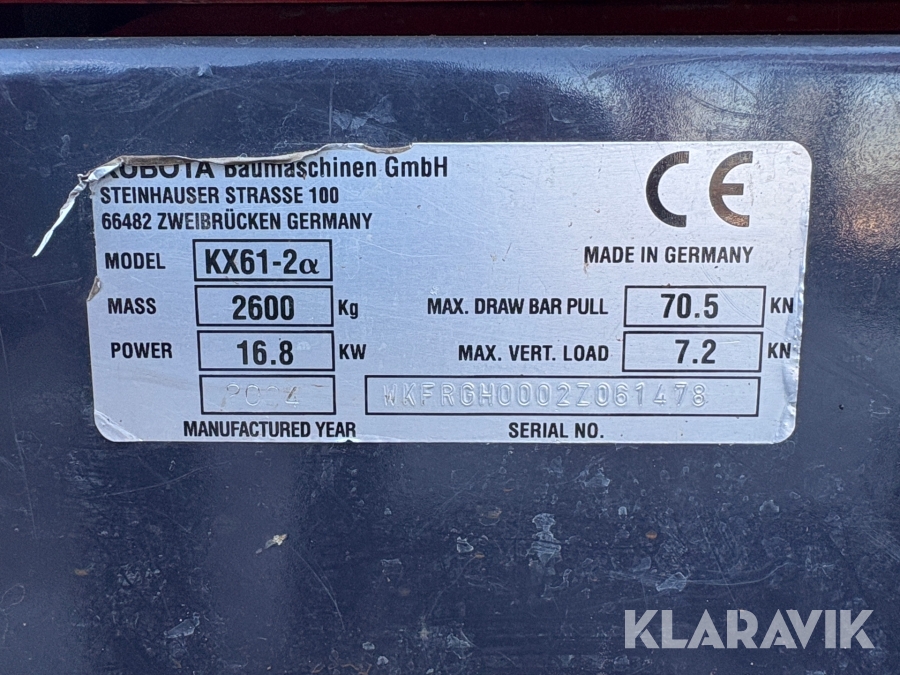 KUBOTA Baumaschinen GmbH
STEINHAUSER STRASSE 100
66482 ZWEIBRÜCKEN GERMANY
CE
MADE IN GERMANY
MODEL KX61-2α
MASS 2600 Kg MAX. DRAW BAR PULL 70.5 KN
POWER 16.8 KW MAX. VERT. LOAD 7.2 KN
2004 WKFRGH0002Z061478
MANUFACTURED YEAR SERIAL NO.
KLARAVIK